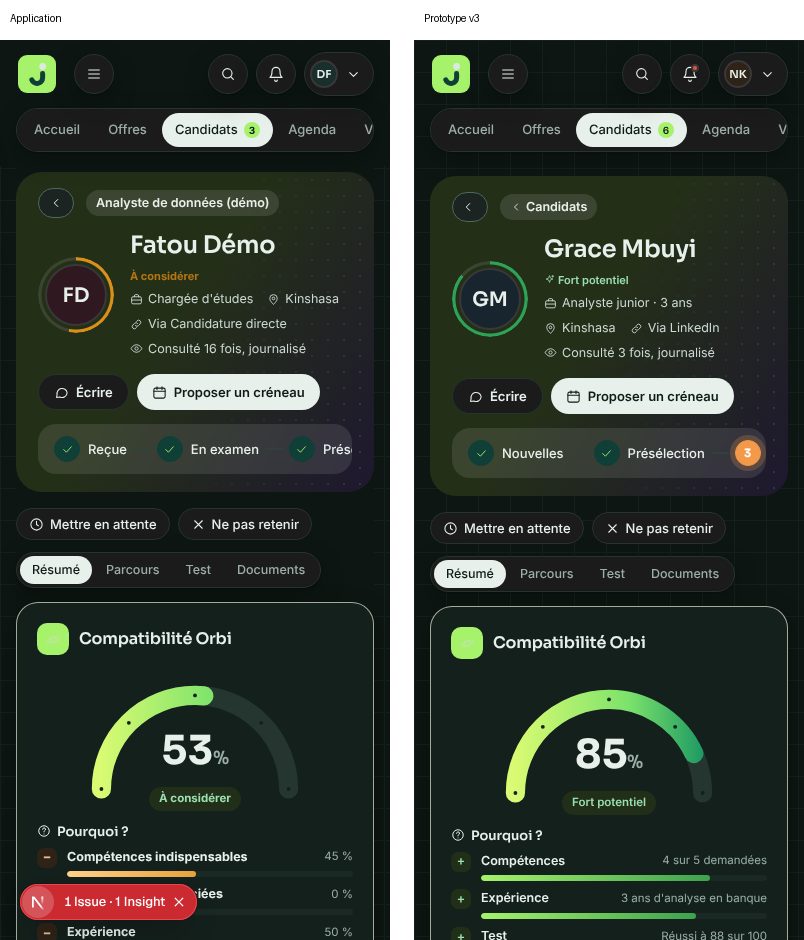 Application
DF
Accueil Offres Candidats 3 Agenda V
Analyste de données (démo)
Fatou Démo
À considérer
FD
Chargée d'études Kinshasa
Via Candidature directe
Consulté 16 fois, journalisé
Écrire Proposer un créneau
Reçue En examen Prés
Mettre en attente Ne pas retenir
Résumé Parcours Test Documents
Compatibilité Orbi
53%
À considérer
Pourquoi ?
Compétences indispensables 45 %
ciées 0 %
N 1 Issue · 1 Insight
Expérience 50 %
Prototype v3
NK
Accueil Offres Candidats 6 Agenda V
Candidats
Grace Mbuyi
Fort potentiel
GM
Analyste junior · 3 ans
Kinshasa Via LinkedIn
Consulté 3 fois, journalisé
Écrire Proposer un créneau
Nouvelles Présélection 3
Mettre en attente Ne pas retenir
Résumé Parcours Test Documents
Compatibilité Orbi
85%
Fort potentiel
Pourquoi ?
Compétences 4 sur 5 demandées
Expérience 3 ans d'analyse en banque
Test Réussi à 88 sur 100